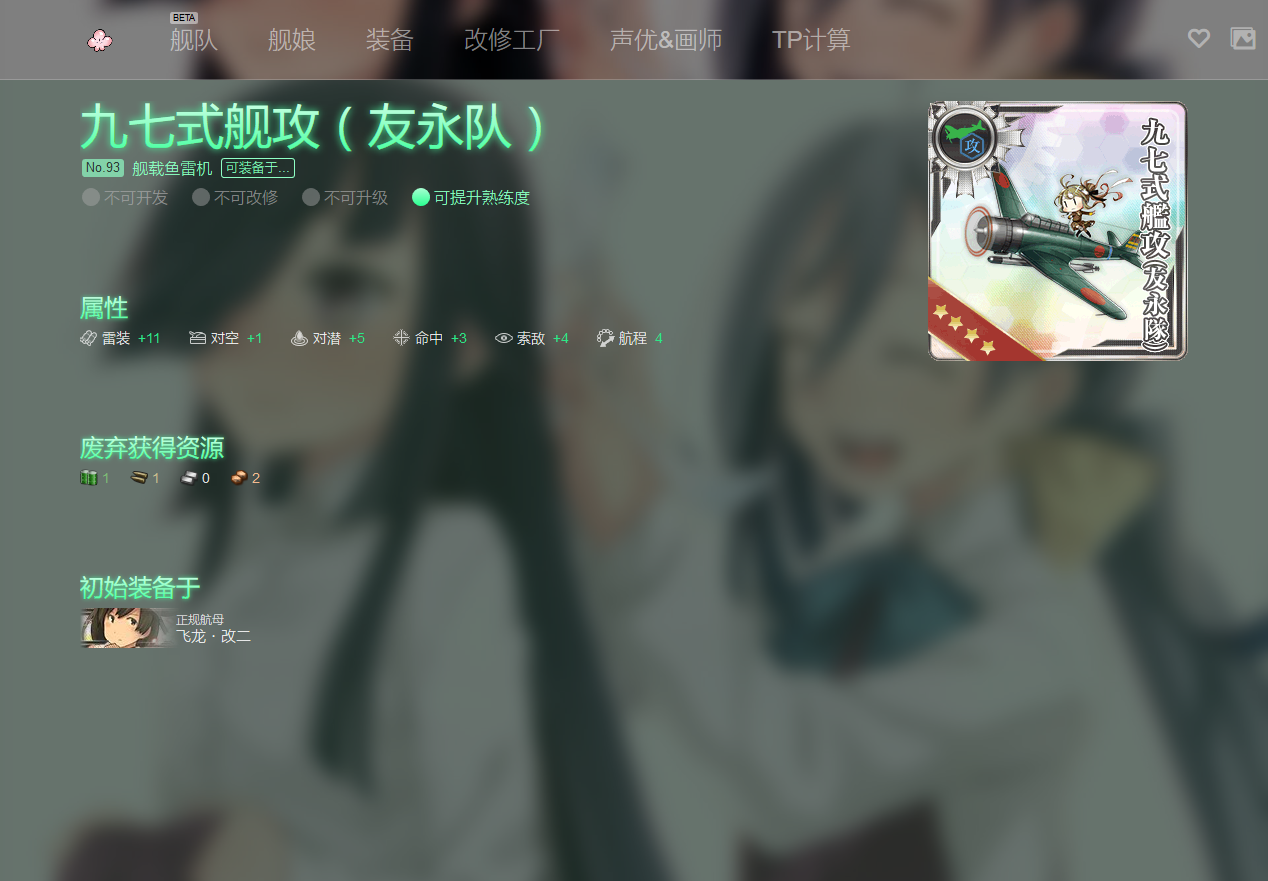 BETA
舰队 舰娘 装备 改修工厂 声优&画师 TP计算
九七式舰攻（友永队）
No.93 舰载鱼雷机 可装备于...
不可开发 不可改修 不可升级 可提升熟练度
属性
雷装 +11 对空 +1 对潜 +5 命中 +3 索敌 +4 航程 4
废弃获得资源
1 1 0 2
初始装备于
正规航母
飞龙・改二
攻
九七式艦攻(友永隊)